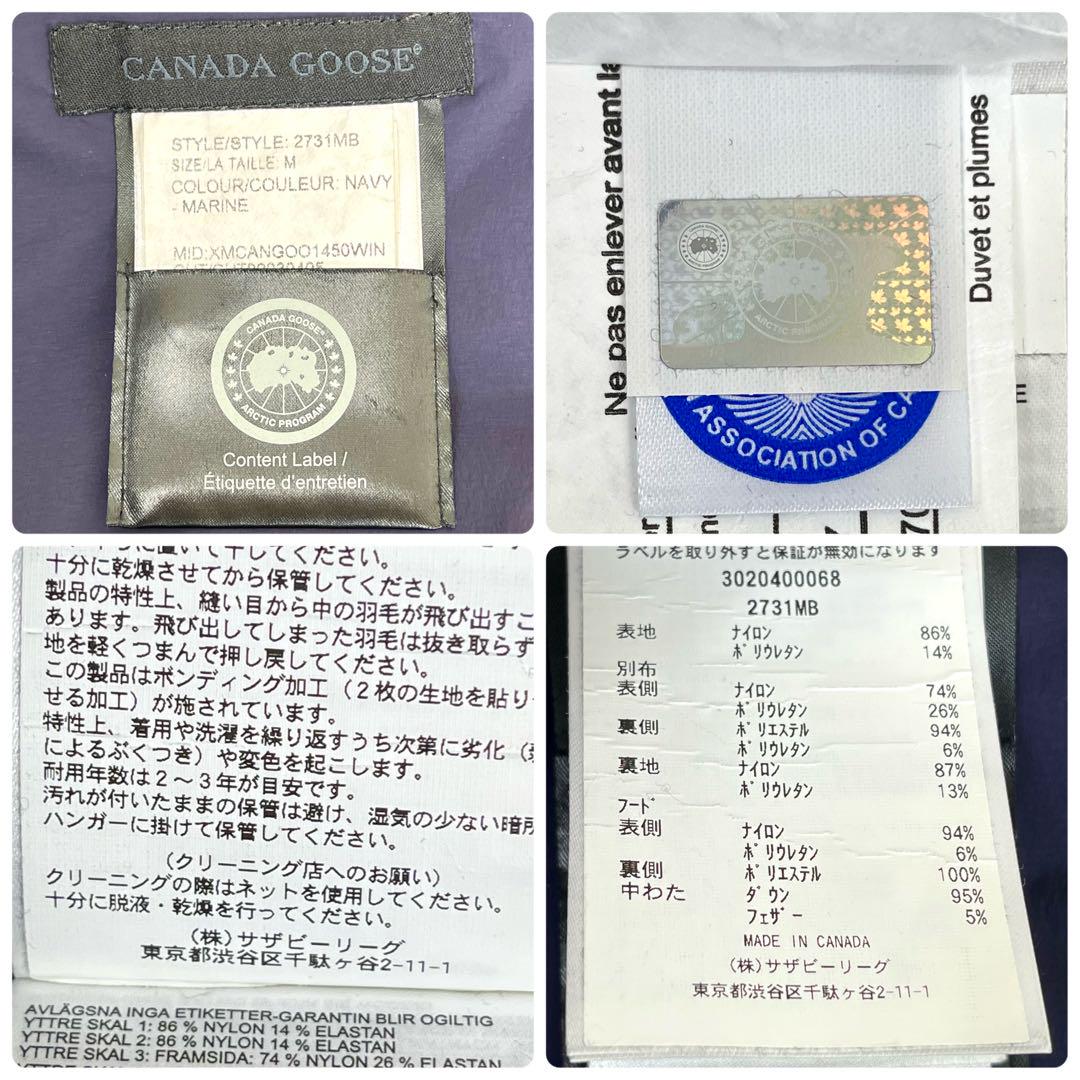 CANADA GOOSE®
STYLE/STYLE: 2731MB
SIZE/LA TAILLE: M
COLOUR/COULEUR: NAVY
- MARINE
MID:XMCANGOO1450WIN
CANADA GOOSE®
ARCTIC PROGRAM
Content Label /
Étiquette d'entretien
Ne pas enlever avant
Duvet et plumes
CANADA GOOSE
ARCTIC PROGRAM
ASSOCIATION OF
十分に乾燥させてから保管してください。
製品の特性上、縫い目から中の羽毛が飛び出すこ
あります。飛び出してしまった羽毛は抜き取らず
地を軽くつまんで押し戻してください。
この製品はボンディング加工（2枚の生地を貼り
せる加工）が施されています。
特性上、着用や洗濯を繰り返すうち次第に劣化（
によるぶくつき）や変色を起こします。
耐用年数は2～3年が目安です。
汚れが付いたままの保管は避け、湿気の少ない暗所
ハンガーに掛けて保管してください。
（クリーニング店へのお願い）
クリーニングの際はネットを使用してください。
十分に脱液・乾燥を行ってください。
（株）サザビーリーグ
東京都渋谷区千駄ヶ谷2-11-1
AVLÄGSNA INGA ETIKETTER-GARANTIN BLIR OGILTIG
YTTRE SKAL 1: 86 % NYLON 14 % ELASTAN
YTTRE SKAL 2: 86 % NYLON 14 % ELASTAN
YTTRE SKAL 3: FRAMSIDA: 74 % NYLON 26 % ELASTAN
ラベルを取り外すと保証が無効になります
3020400068
2731MB
表地 ナイロン 86%
ポリウレタン 14%
別布
表側 ナイロン 74%
ポリウレタン 26%
裏側 ポリエステル 94%
ポリウレタン 6%
裏地 ナイロン 87%
ポリウレタン 13%
フード
表側 ナイロン 94%
ポリウレタン 6%
裏側 ポリエステル 100%
中わた ダウン 95%
フェザー 5%
MADE IN CANADA
（株）サザビーリーグ
東京都渋谷区千駄ヶ谷2-11-1